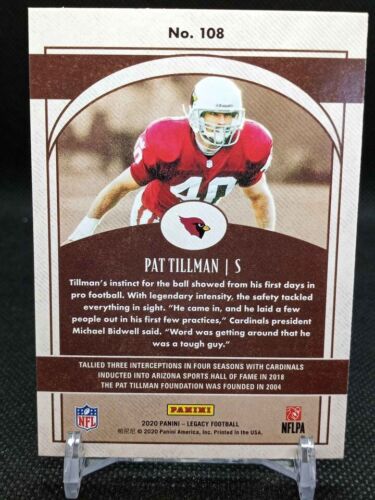 No. 108
40
PAT TILLMAN | S
Tillman's instinct for the ball showed from his first days in
pro football. With legendary intensity, the safety tackled
everything in sight. "He came in, and he laid a few
people out in his first few practices," Cardinals president
Michael Bidwell said. "Word was getting around that he
was a tough guy."
TALLIED THREE INTERCEPTIONS IN FOUR SEASONS WITH CARDINALS
INDUCTED INTO ARIZONA SPORTS HALL OF FAME IN 2018
THE PAT TILLMAN FOUNDATION WAS FOUNDED IN 2004
NFL
PANINI
NFLPA
2020 PANINI – LEGACY FOOTBALL
帕尼尼 © 2020 Panini America, Inc. Printed in the USA.